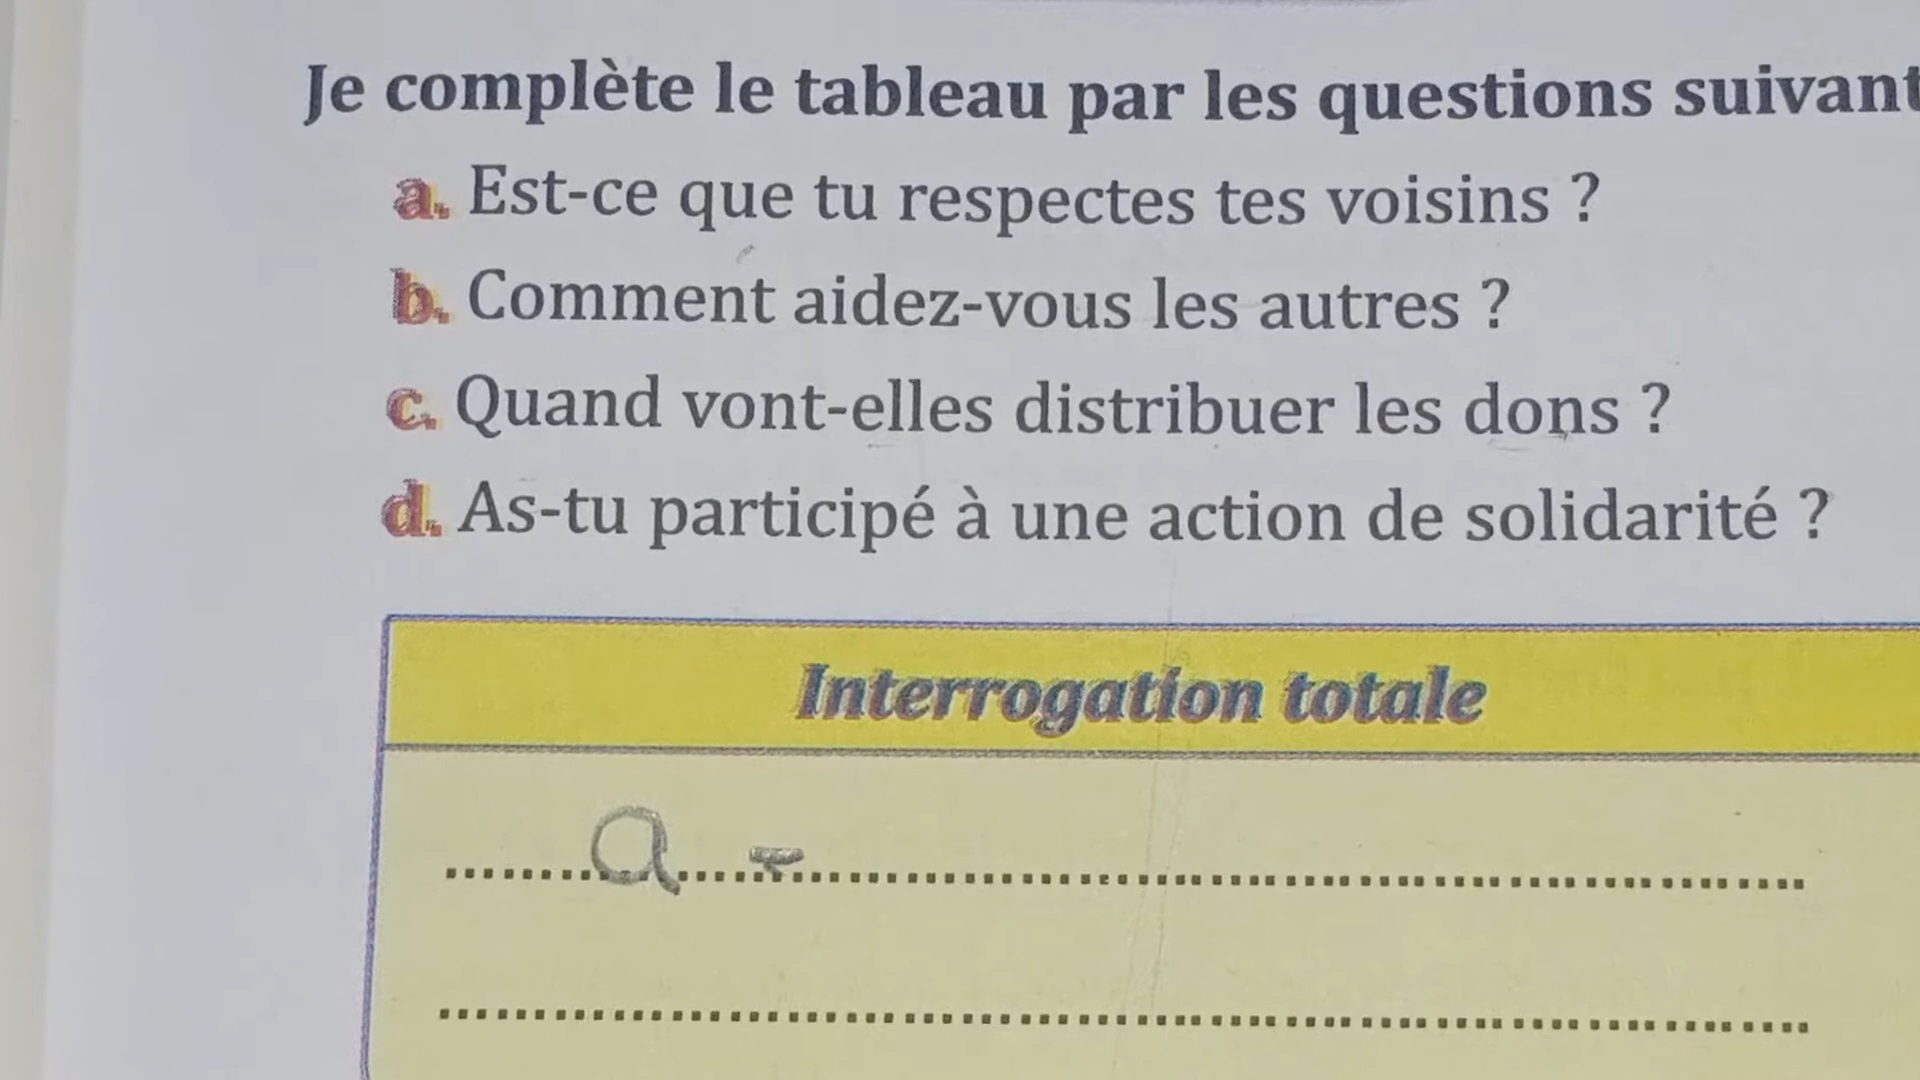 Je complète le tableau par les questions suivant
a. Est-ce que tu respectes tes voisins ?
b. Comment aidez-vous les autres ?
c. Quand vont-elles distribuer les dons ?
d. As-tu participé à une action de solidarité ?
Interrogation totale
a -